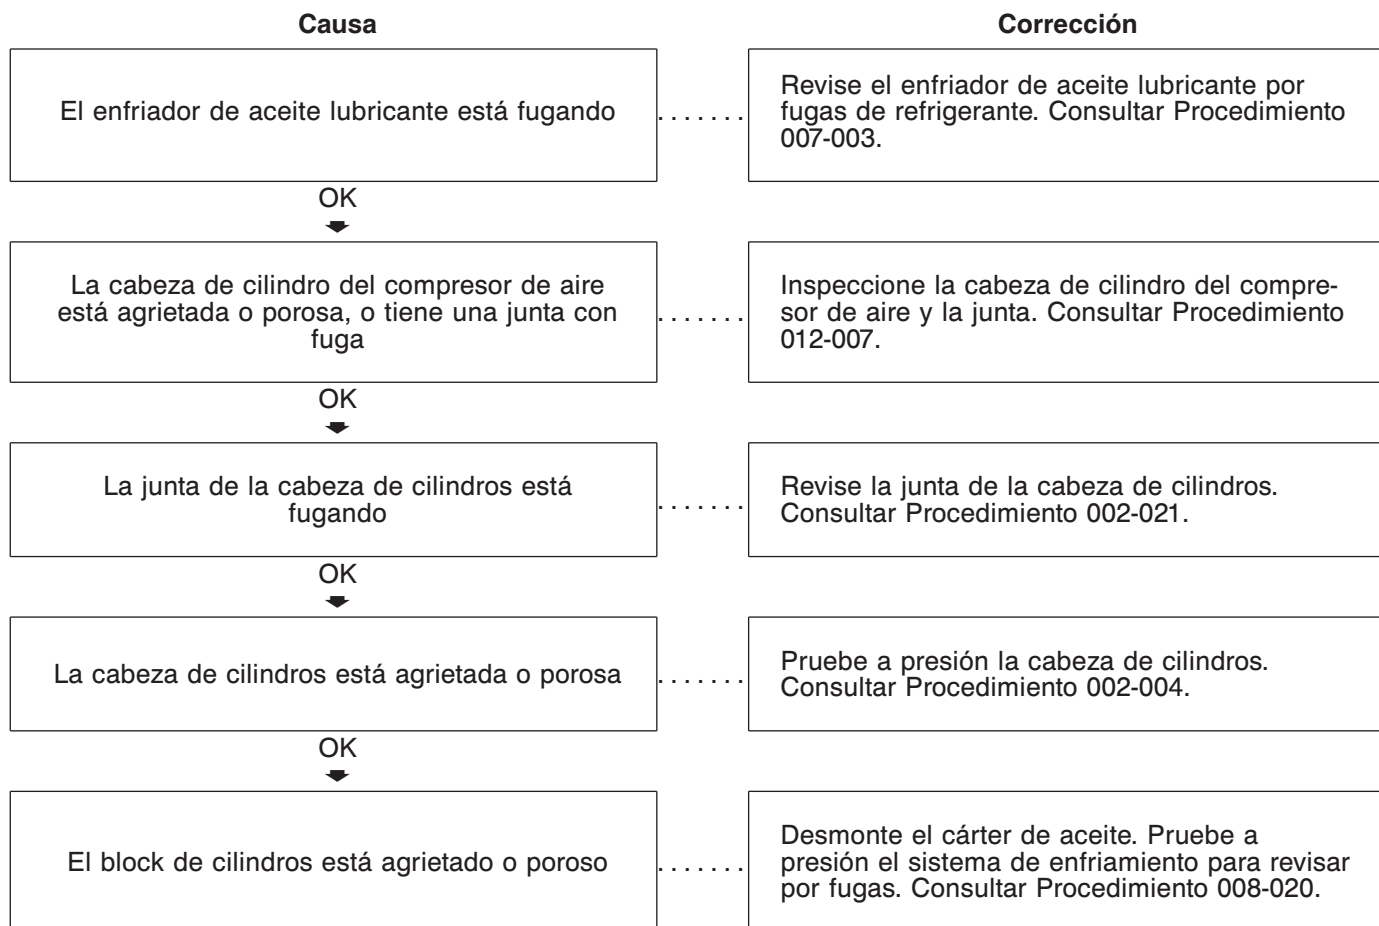 Causa
Corrección
El enfriador de aceite lubricante está fugando
.......
Revise el enfriador de aceite lubricante por
fugas de refrigerante. Consultar Procedimiento
007-003.
OK
La cabeza de cilindro del compresor de aire
está agrietada o porosa, o tiene una junta con
fuga
.......
Inspeccione la cabeza de cilindro del compre-
sor de aire y la junta. Consultar Procedimiento
012-007.
OK
La junta de la cabeza de cilindros está
fugando
.......
Revise la junta de la cabeza de cilindros.
Consultar Procedimiento 002-021.
OK
La cabeza de cilindros está agrietada o porosa
.......
Pruebe a presión la cabeza de cilindros.
Consultar Procedimiento 002-004.
OK
El block de cilindros está agrietado o poroso
.......
Desmonte el cárter de aceite. Pruebe a
presión el sistema de enfriamiento para revisar
por fugas. Consultar Procedimiento 008-020.